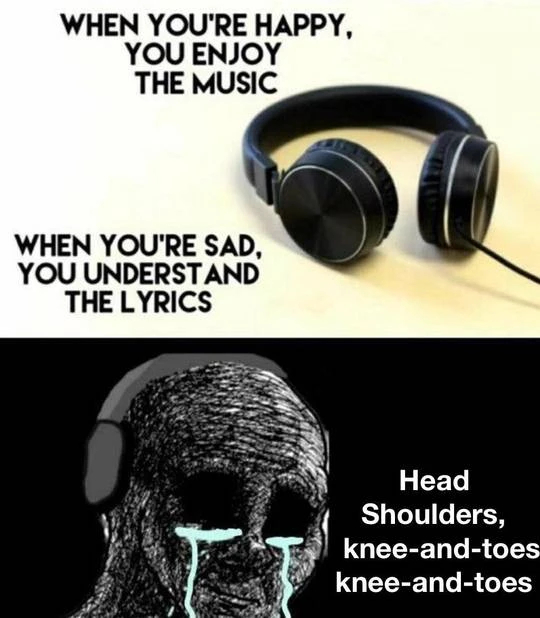 WHEN YOU'RE HAPPY,
YOU ENJOY
THE MUSIC
WHEN YOU'RE SAD,
YOU UNDERSTAND
THE LYRICS
Head
Shoulders,
knee-and-toes
knee-and-toes